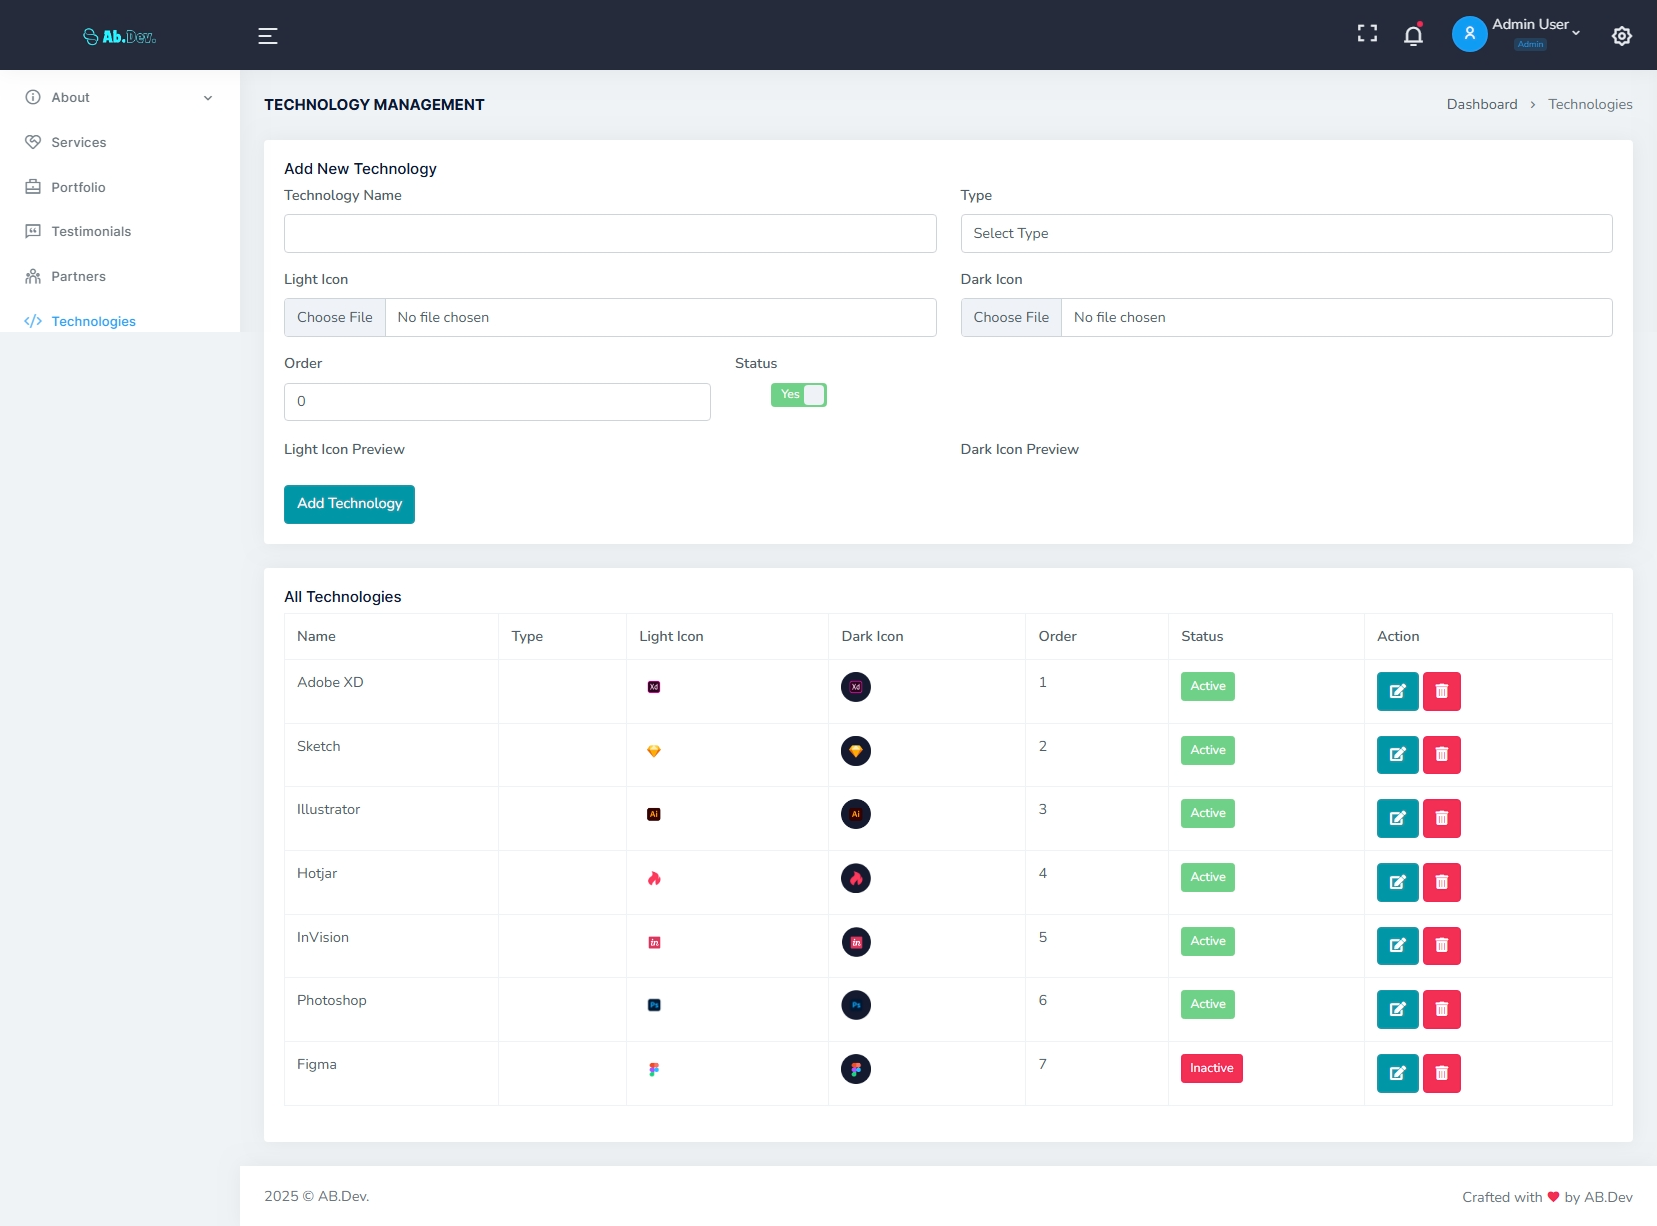 Ab.Dev.
Admin User
Admin
About
Services
Portfolio
Testimonials
Partners
Technologies
TECHNOLOGY MANAGEMENT
Dashboard > Technologies
Add New Technology
Technology Name
Type
Select Type
Light Icon
Dark Icon
Choose File No file chosen
Choose File No file chosen
Order
Status
0
Yes
Light Icon Preview
Dark Icon Preview
Add Technology
All Technologies
Name Type Light Icon Dark Icon Order Status Action
Adobe XD Xd Xd 1 Active
Sketch 2 Active
Illustrator Ai Ai 3 Active
Hotjar 4 Active
InVision in in 5 Active
Photoshop Ps Ps 6 Active
Figma 7 Inactive
2025 © AB.Dev.
Crafted with ❤ by AB.Dev